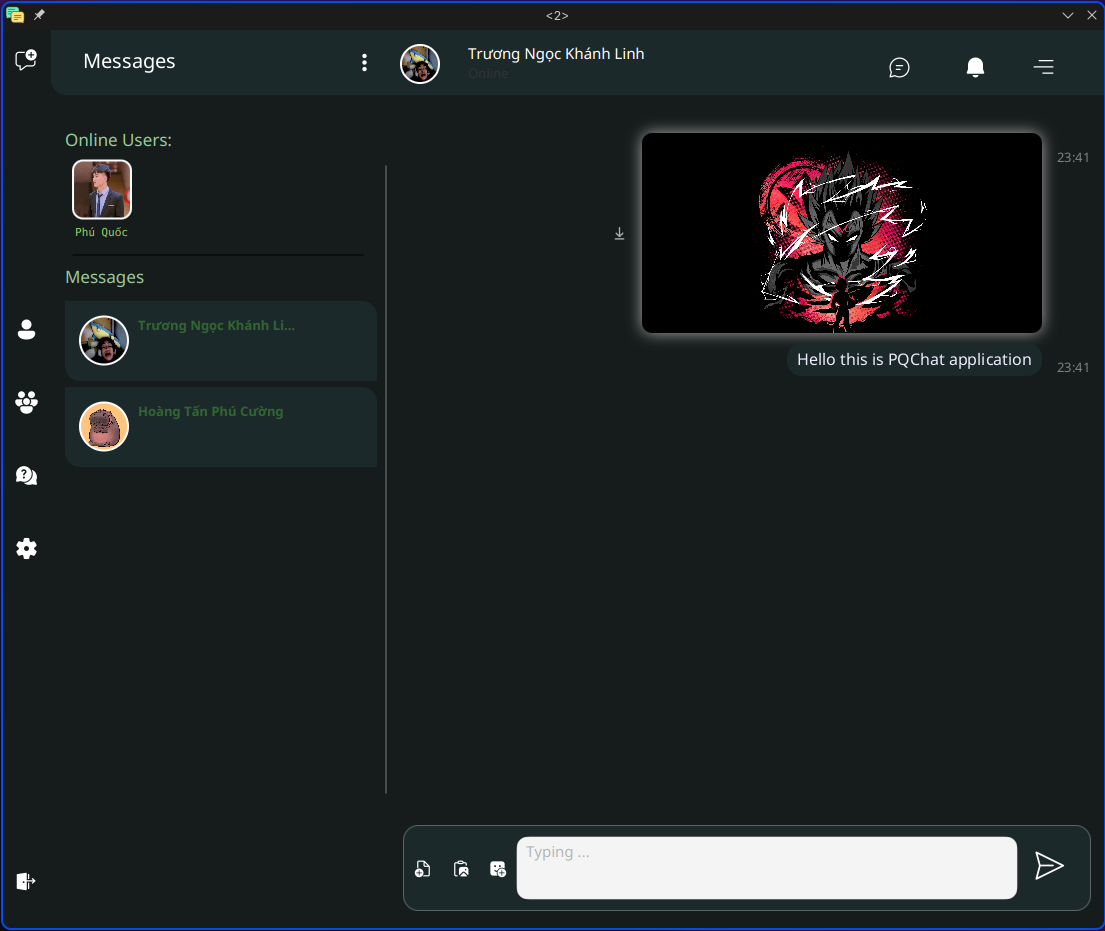 <2>
Messages
Trương Ngọc Khánh Linh
Online
Online Users:
Phú Quốc
Messages
Trương Ngọc Khánh Li...
Hoàng Tấn Phú Cường
23:41
Hello this is PQChat application
23:41
Typing ...